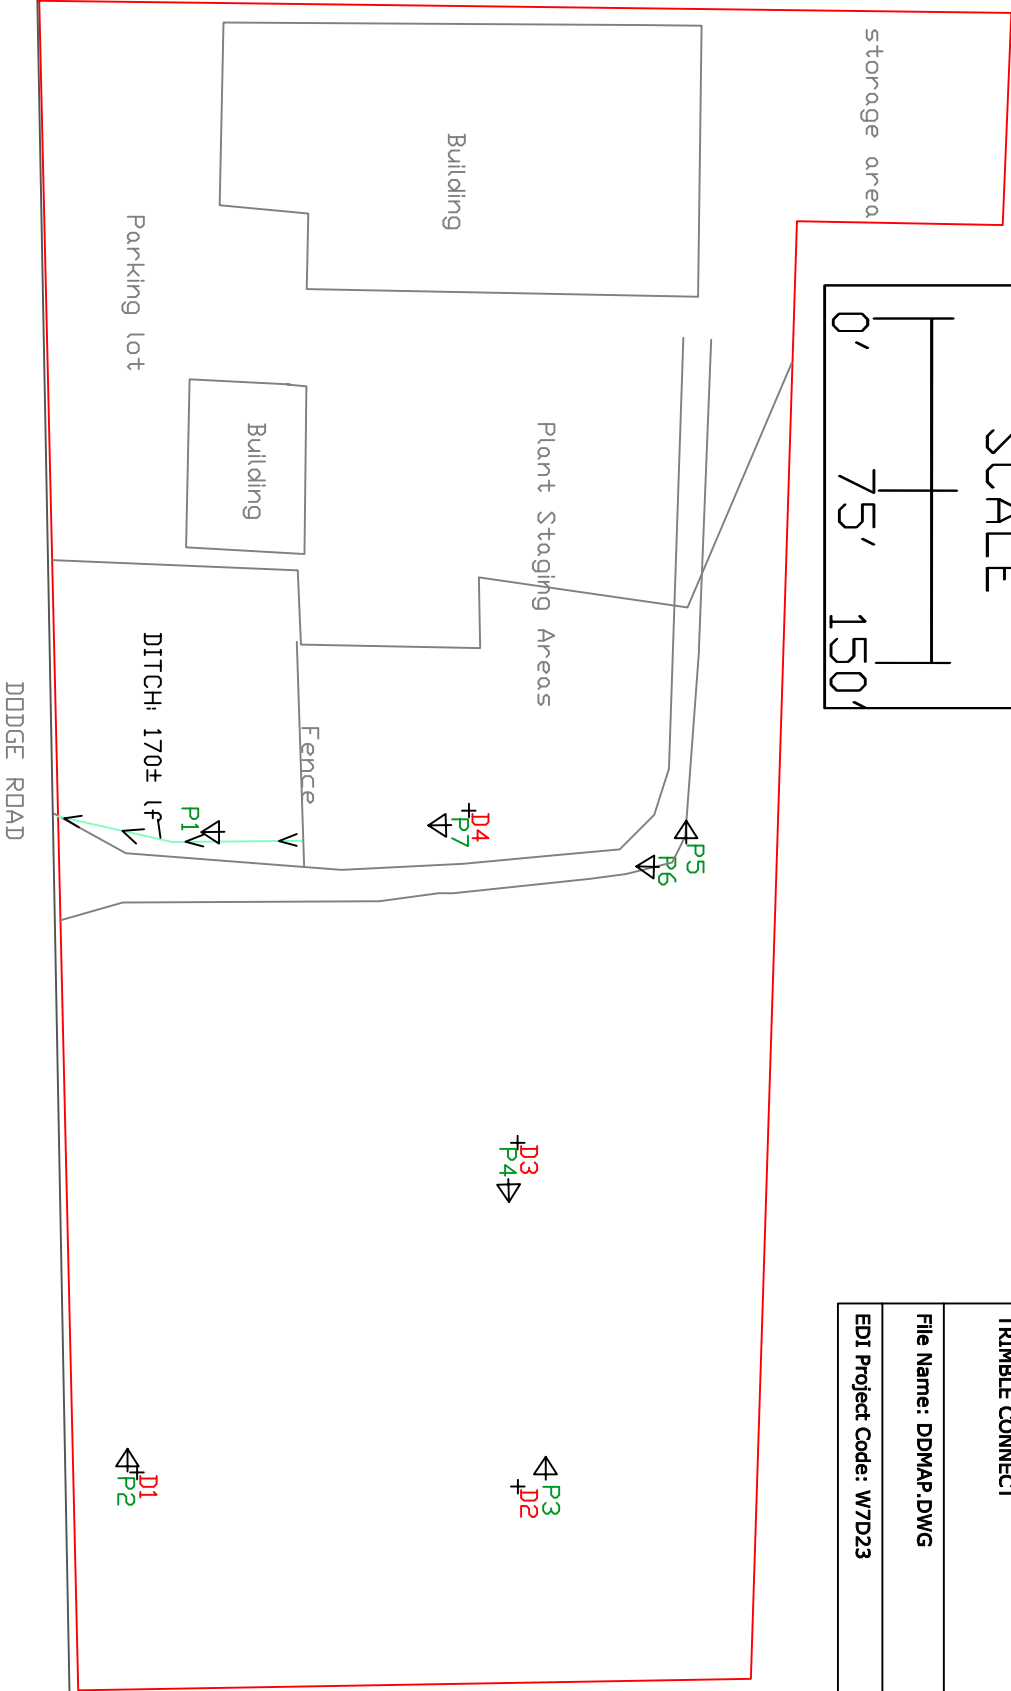 storage area
Building
Parking lot
SCALE
0' 75' 150'
Building
Plant Staging Areas
DITCH: 170± lf
Fence
DODGE ROAD
P1
D4
P7
P5
P6
D3
P4
TRIMBLE CONNECT
File Name: DDMAP.DWG
EDI Project Code: W7D23
D1
P2
P3
D2